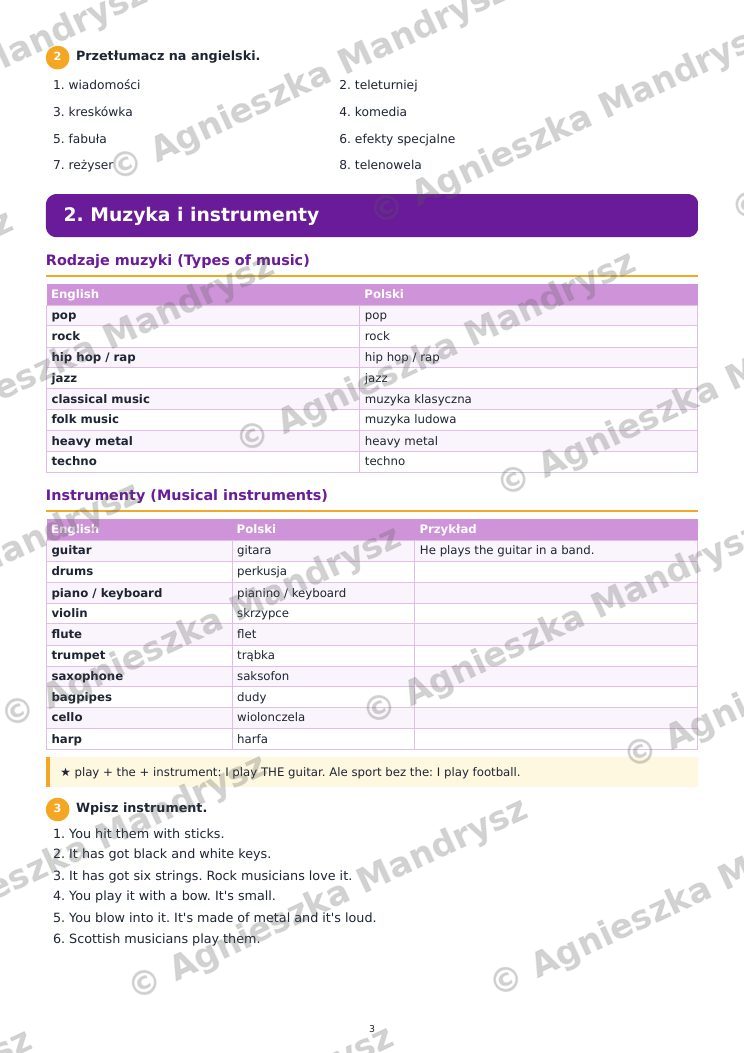 2 Przetłumacz na angielski.
1. wiadomości 2. teleturniej
3. kreskówka 4. komedia
5. fabuła 6. efekty specjalne
7. reżyser 8. telenowela
2. Muzyka i instrumenty
Rodzaje muzyki (Types of music)
English Polski
pop pop
rock rock
hip hop / rap hip hop / rap
jazz jazz
classical music muzyka klasyczna
folk music muzyka ludowa
heavy metal heavy metal
techno techno
Instrumenty (Musical instruments)
English Polski Przykład
guitar gitara He plays the guitar in a band.
drums perkusja
piano / keyboard pianino / keyboard
violin skrzypce
flute flet
trumpet trąbka
saxophone saksofon
bagpipes dudy
cello wiolonczela
harp harfa
★ play + the + instrument: I play THE guitar. Ale sport bez the: I play football.
3 Wpisz instrument.
1. You hit them with sticks.
2. It has got black and white keys.
3. It has got six strings. Rock musicians love it.
4. You play it with a bow. It's small.
5. You blow into it. It's made of metal and it's loud.
6. Scottish musicians play them.
3
© Agnieszka Mandrysz